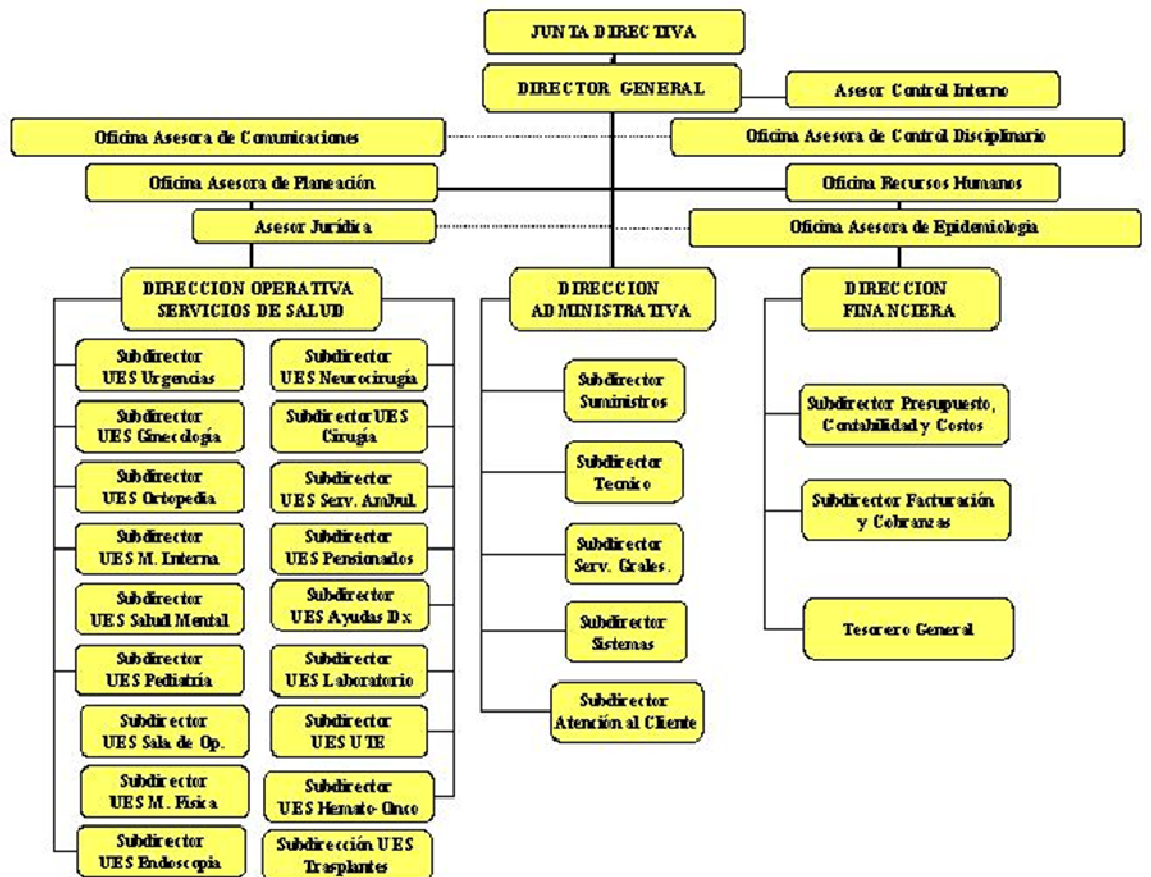 JUNTA DIRECTIVA
DIRECTOR GENERAL
Asesor Control Interno
Oficina Asesora de Comunicaciones
Oficina Asesora de Control Disciplinario
Oficina Asesora de Planeación
Oficina Recursos Humanos
Asesor Jurídica
Oficina Asesora de Epidemiologia
DIRECCION OPERATIVA
SERVICIOS DE SALUD
DIRECCION
ADMINISTRATIVA
DIRECCION
FINANCIERA
Subdirector
UES Urgencias
Subdirector
UES Neurocirugía
Subdirector
UES Ginecología
Subdirector UES
Cirugía
Subdirector
UES Ortopedia
Subdirector
UES Serv. Ambul.
Subdirector
UES M. Interna
Subdirector
UES Pensionados
Subdirector
UES Salud Mental
Subdirector
UES Ayudas Dx
Subdirector
UES Pediatría
Subdirector
UES Laboratorio
Subdirector
UES Sala de Op.
Subdirector
UES UTE
Subdirector
UES M. Física
Subdirector
UES Hemato-Onco
Subdirector
UES Endoscopia
Subdirección UES
Trasplantes
Subdirector
Suministros
Subdirector
Tecnico
Subdirector
Serv. Grales.
Subdirector
Sistemas
Subdirector
Atención al Cliente
Subdirector Presupuesto,
Contabilidad y Costos
Subdirector Facturación
y Cobranzas
Tesorero General